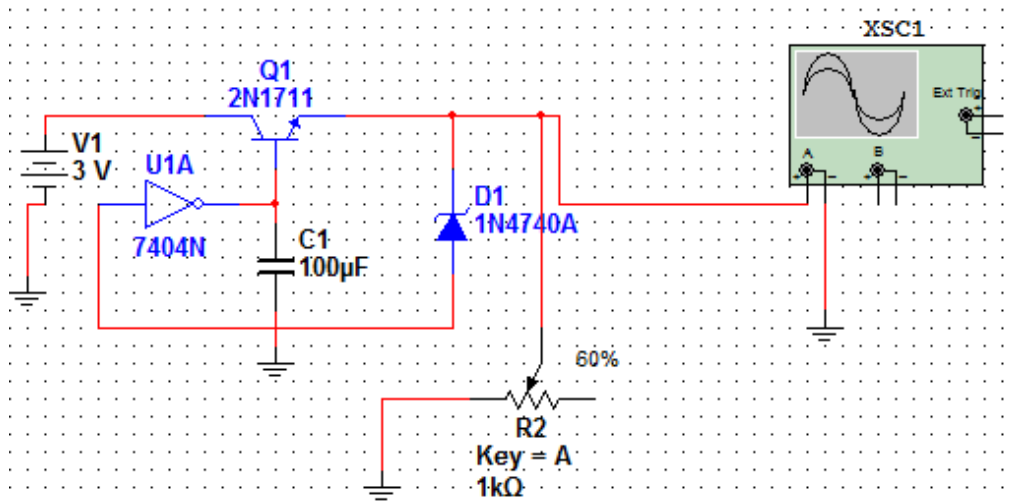 XSC1
Ext Trig
+
-
A
B
+
-
+
-
Q1
2N1711
V1
3 V
U1A
7404N
C1
100µF
D1
1N4740A
60%
R2
Key = A
1kΩ